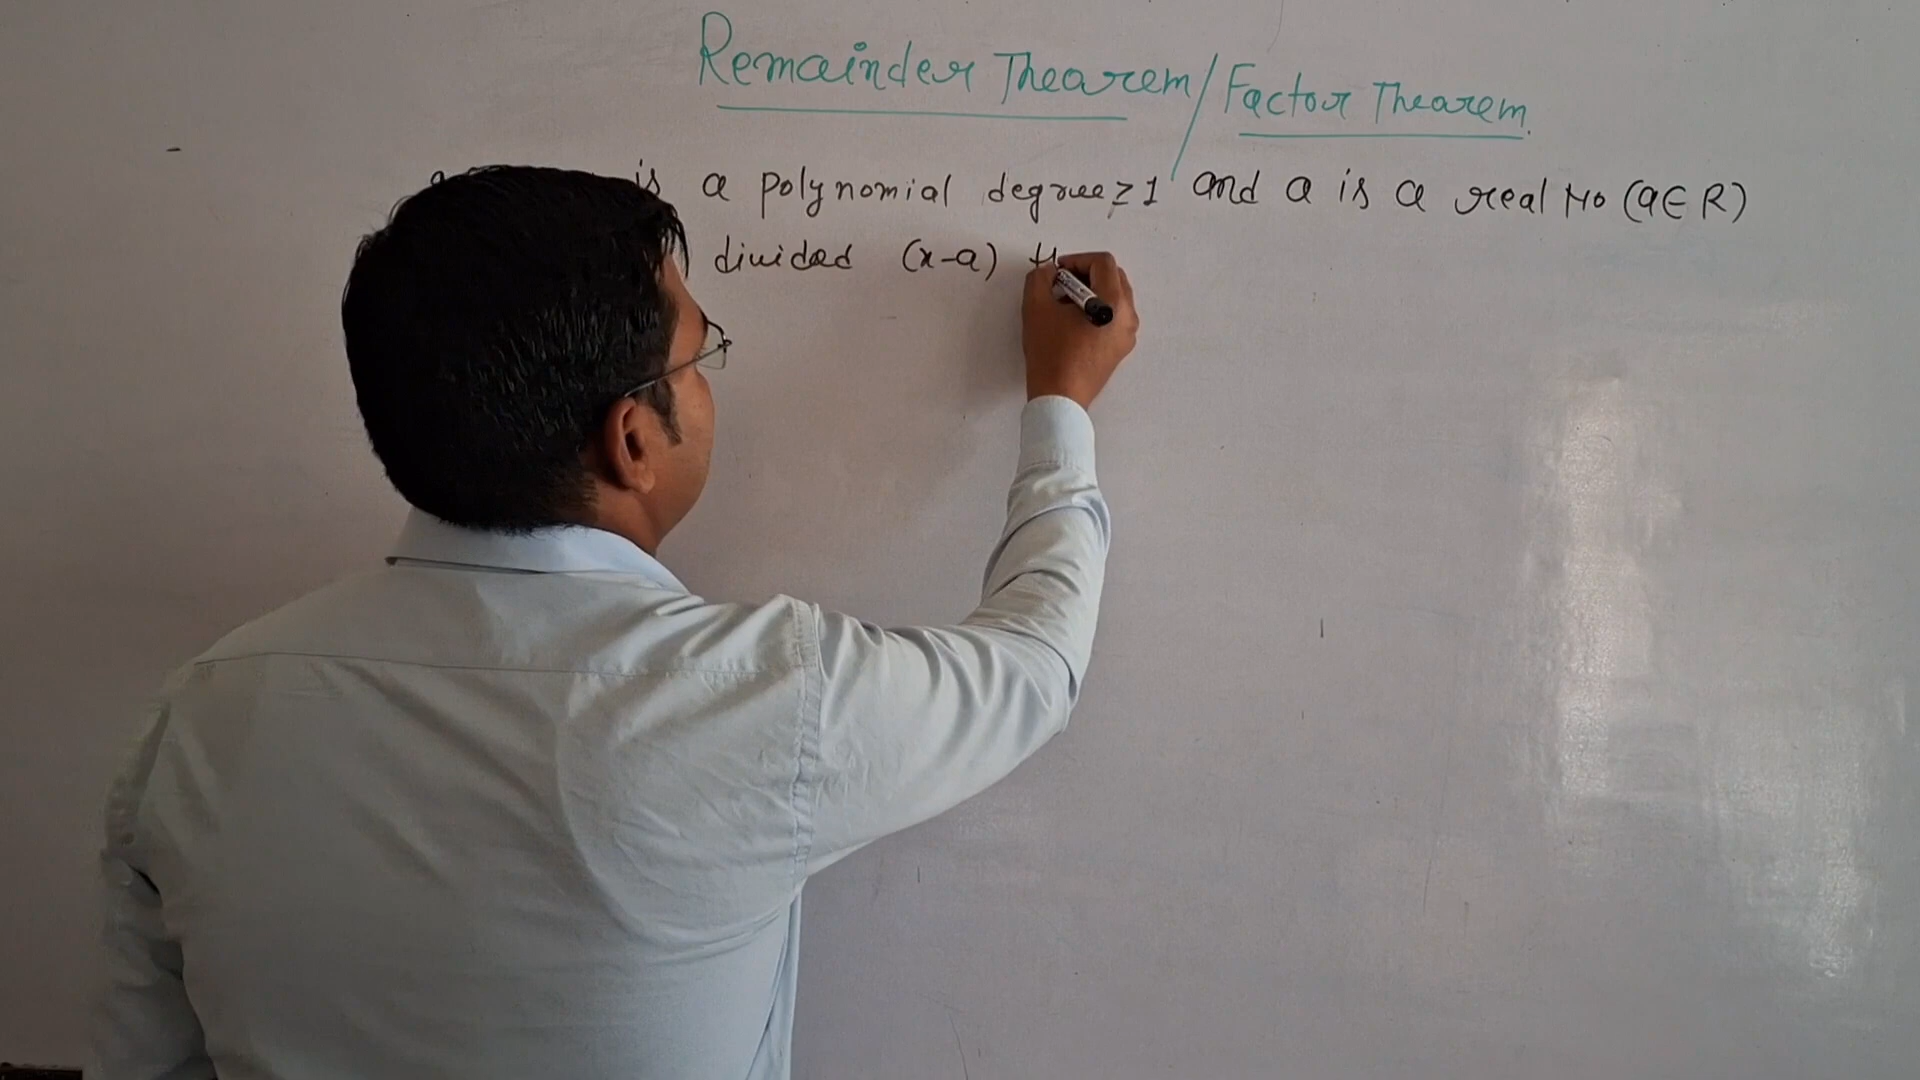 Remainder Thearem / Factor Thearem.
is a polynomial degree ≥ 1 and a is a real No (a∈R)
divided (x-a)